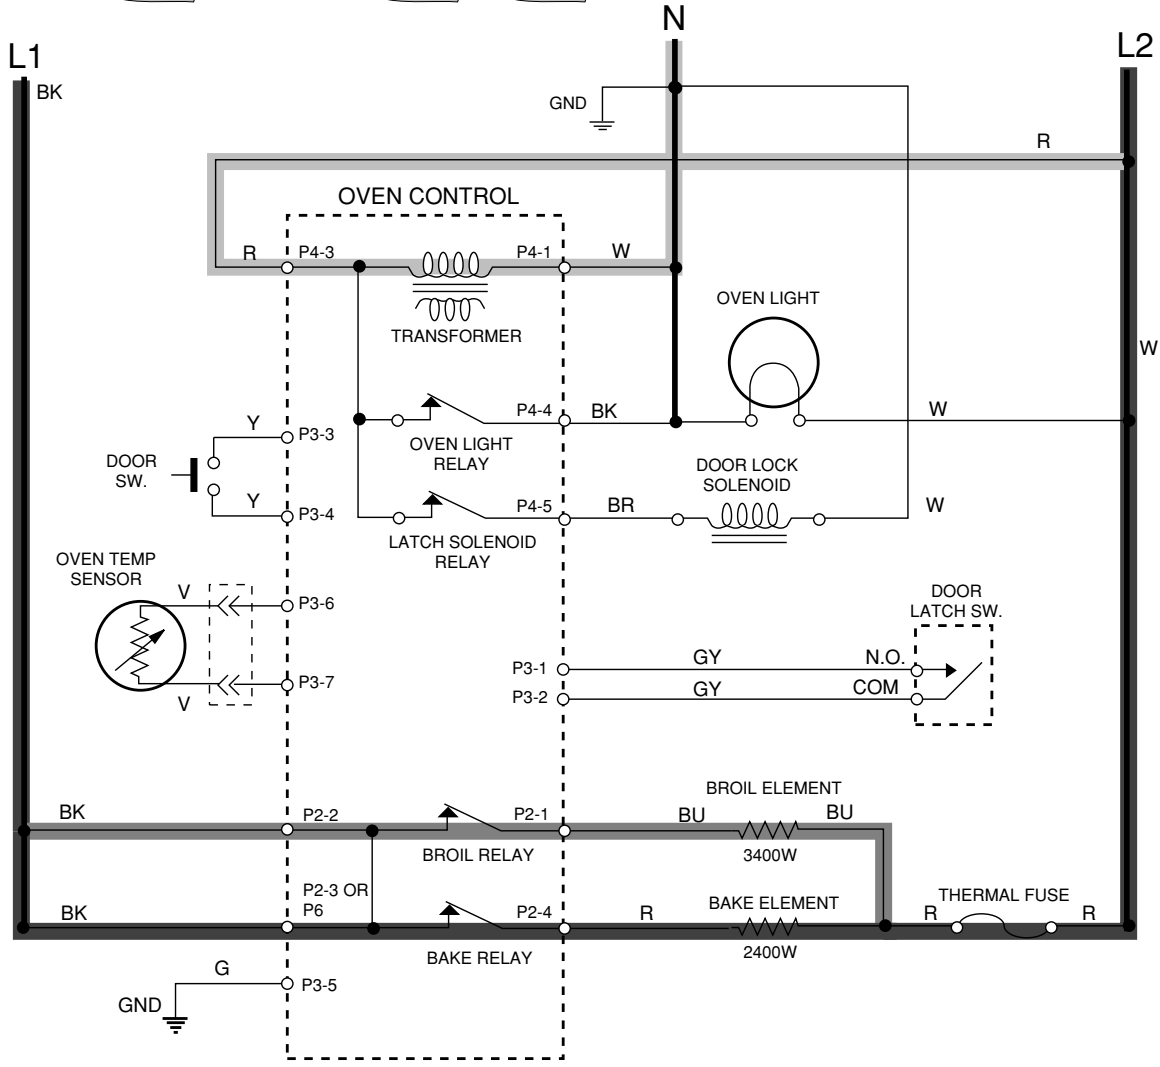 N
L1
L2
BK
GND
R
OVEN CONTROL
R
P4-3
P4-1
W
TRANSFORMER
OVEN LIGHT
W
P4-4
BK
W
OVEN LIGHT
RELAY
Y
P3-3
DOOR
SW.
Y
P3-4
DOOR LOCK
SOLENOID
P4-5
BR
W
LATCH SOLENOID
RELAY
OVEN TEMP
SENSOR
V
P3-6
V
P3-7
DOOR
LATCH SW.
P3-1
GY
N.O.
P3-2
GY
COM
BROIL ELEMENT
BK
P2-2
P2-1
BU
BU
BROIL RELAY
3400W
P2-3 OR
P6
BK
P2-4
R
BAKE ELEMENT
THERMAL FUSE
R
R
BAKE RELAY
2400W
G
P3-5
GND